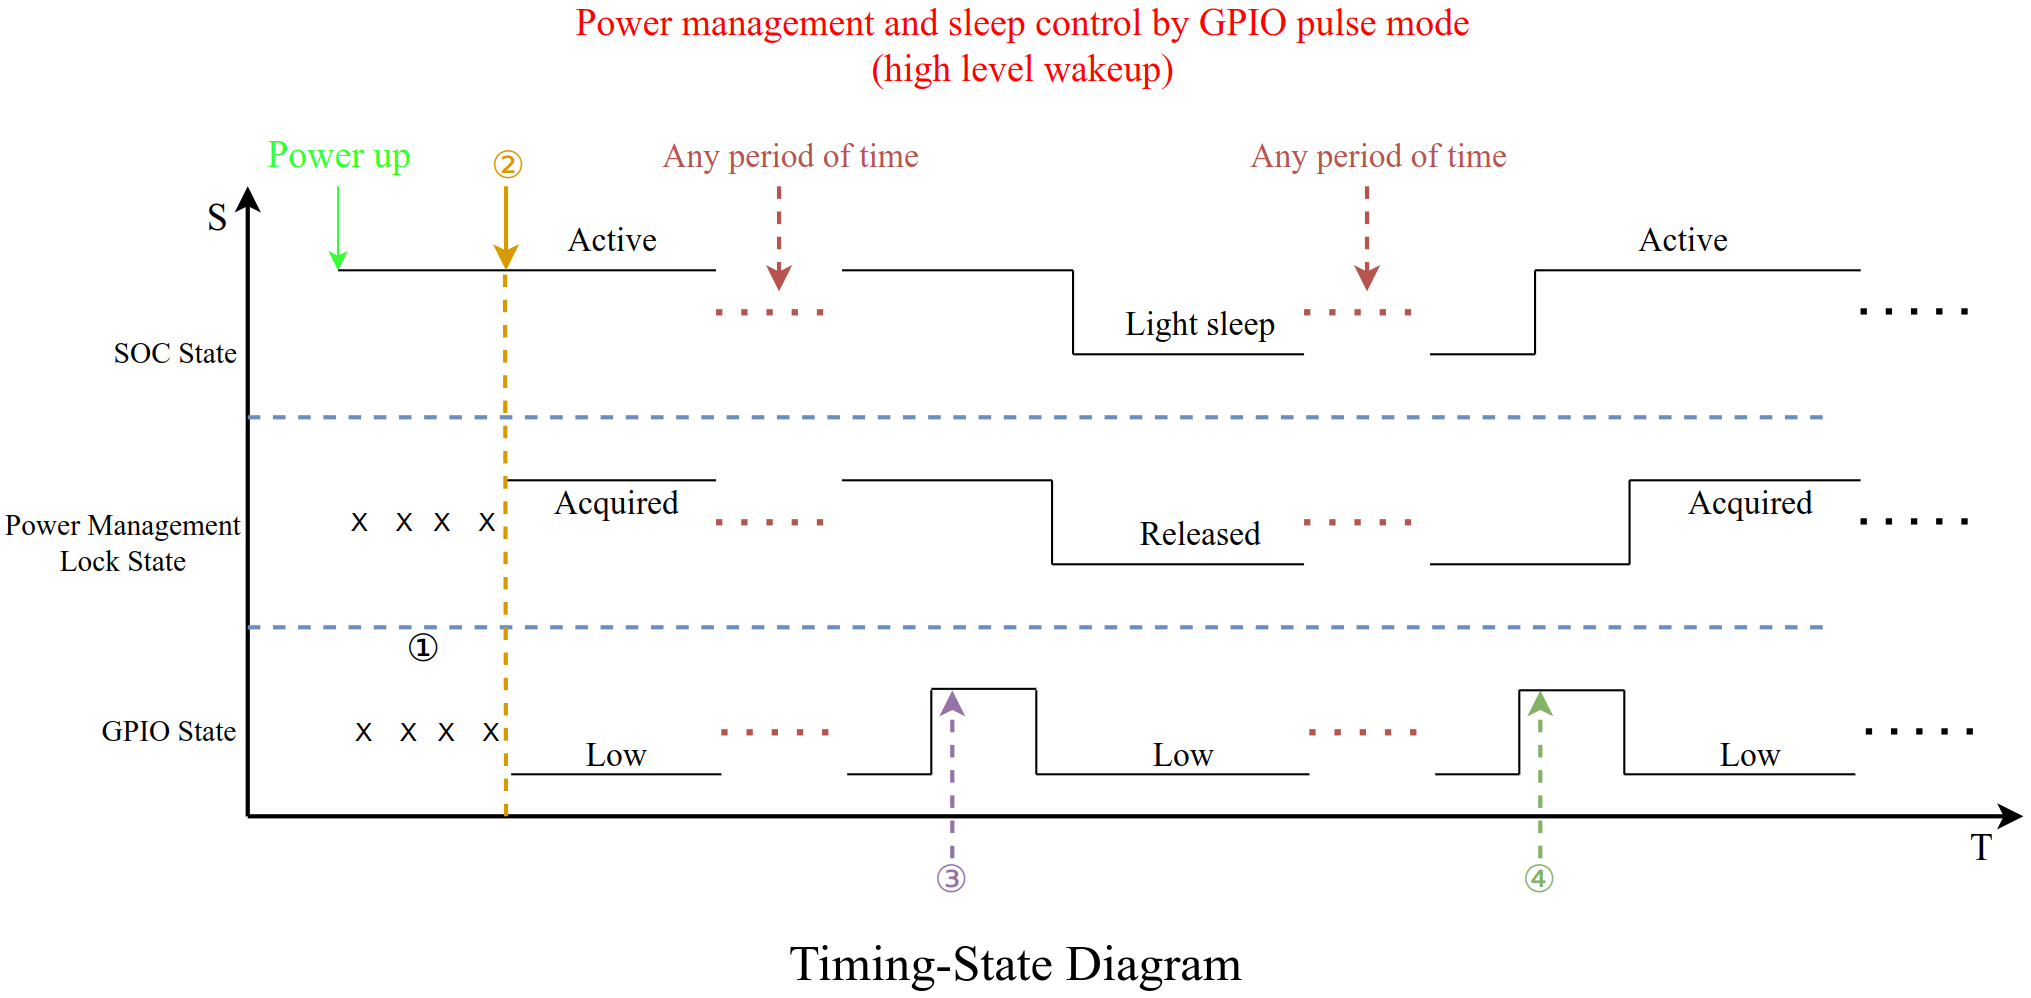 Power management and sleep control by GPIO pulse mode
(high level wakeup)
Power up
②
Any period of time
Any period of time
S
Active
Active
Light sleep
SOC State
Acquired
Acquired
X X X X
Released
Power Management
Lock State
①
GPIO State
X X X X
Low
Low
Low
T
③
④
Timing-State Diagram